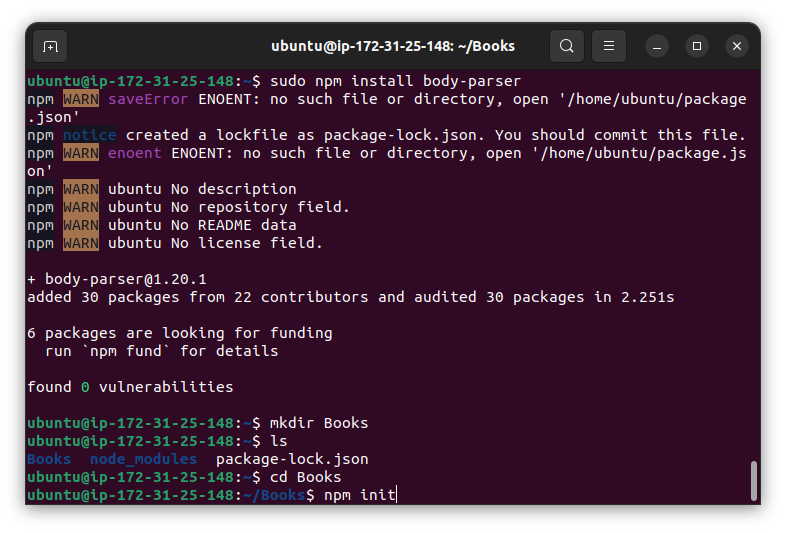 ubuntu@ip-172-31-25-148: ~/Books
ubuntu@ip-172-31-25-148:~$ sudo npm install body-parser
npm WARN saveError ENOENT: no such file or directory, open '/home/ubuntu/package
.json'
npm notice created a lockfile as package-lock.json. You should commit this file.
npm WARN enoent ENOENT: no such file or directory, open '/home/ubuntu/package.js
on'
npm WARN ubuntu No description
npm WARN ubuntu No repository field.
npm WARN ubuntu No README data
npm WARN ubuntu No license field.
+ body-parser@1.20.1
added 30 packages from 22 contributors and audited 30 packages in 2.251s
6 packages are looking for funding
  run `npm fund` for details
found 0 vulnerabilities
ubuntu@ip-172-31-25-148:~$ mkdir Books
ubuntu@ip-172-31-25-148:~$ ls
Books  node_modules  package-lock.json
ubuntu@ip-172-31-25-148:~$ cd Books
ubuntu@ip-172-31-25-148:~/Books$ npm init